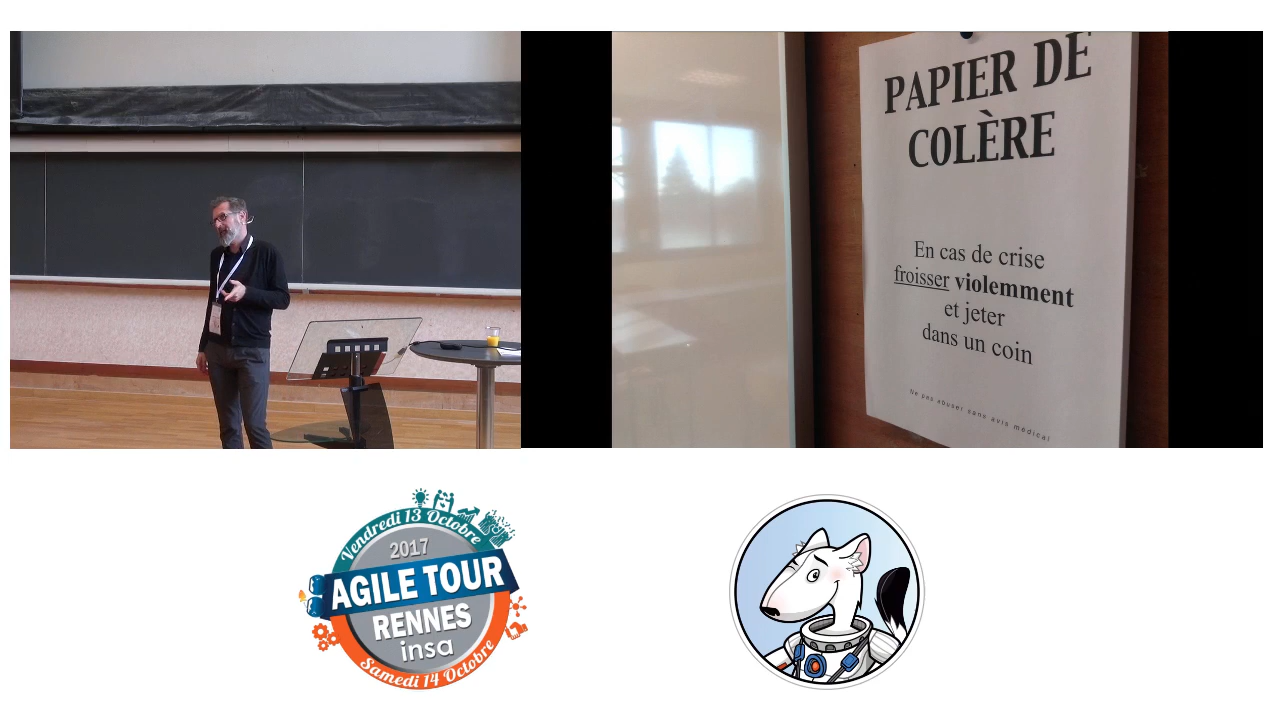 PAPIER DE
COLÈRE
En cas de crise
froisser violemment
et jeter
dans un coin
Ne pas abuser sans avis médical
Vendredi 13 Octobre
2017
AGILE TOUR
RENNES
insa
Samedi 14 Octobre